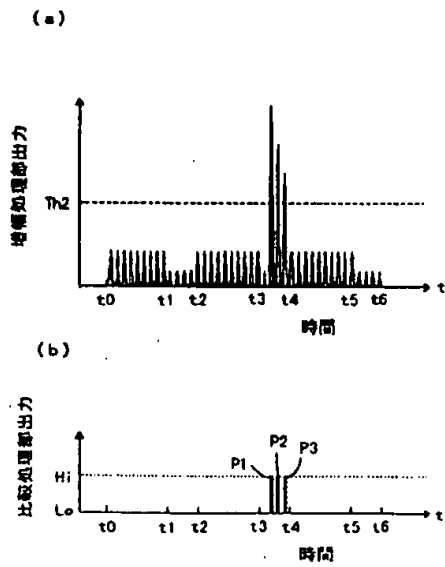 (a)
増幅処理部出力
Th2
t0 t1 t2 t3 t4 t5 t6 t
時間
(b)
比較処理部出力
P1 P2 P3
Hi
Lo
t0 t1 t2 t3 t4 t5 t6 t
時間